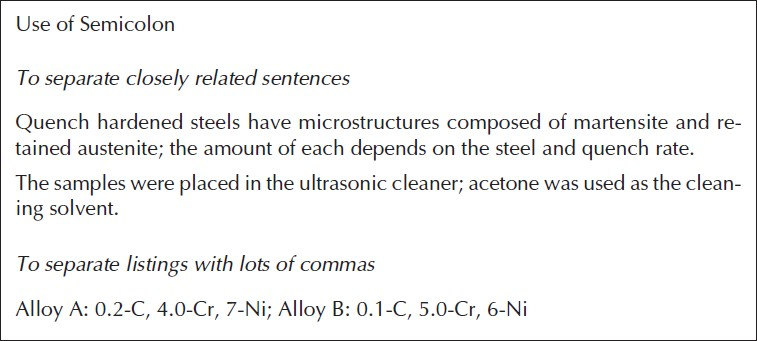 Use of Semicolon
To separate closely related sentences
Quench hardened steels have microstructures composed of martensite and re-
tained austenite; the amount of each depends on the steel and quench rate.
The samples were placed in the ultrasonic cleaner; acetone was used as the clean-
ing solvent.
To separate listings with lots of commas
Alloy A: 0.2-C, 4.0-Cr, 7-Ni; Alloy B: 0.1-C, 5.0-Cr, 6-Ni